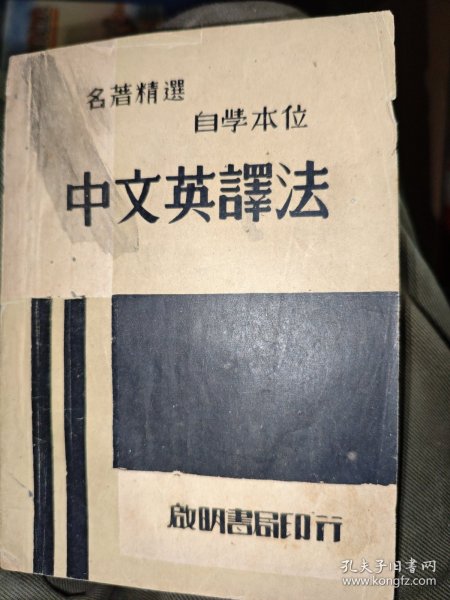 名著精選
自學本位
中文英譯法
啟明書局印行
孔夫子旧书网
www.kongfz.com